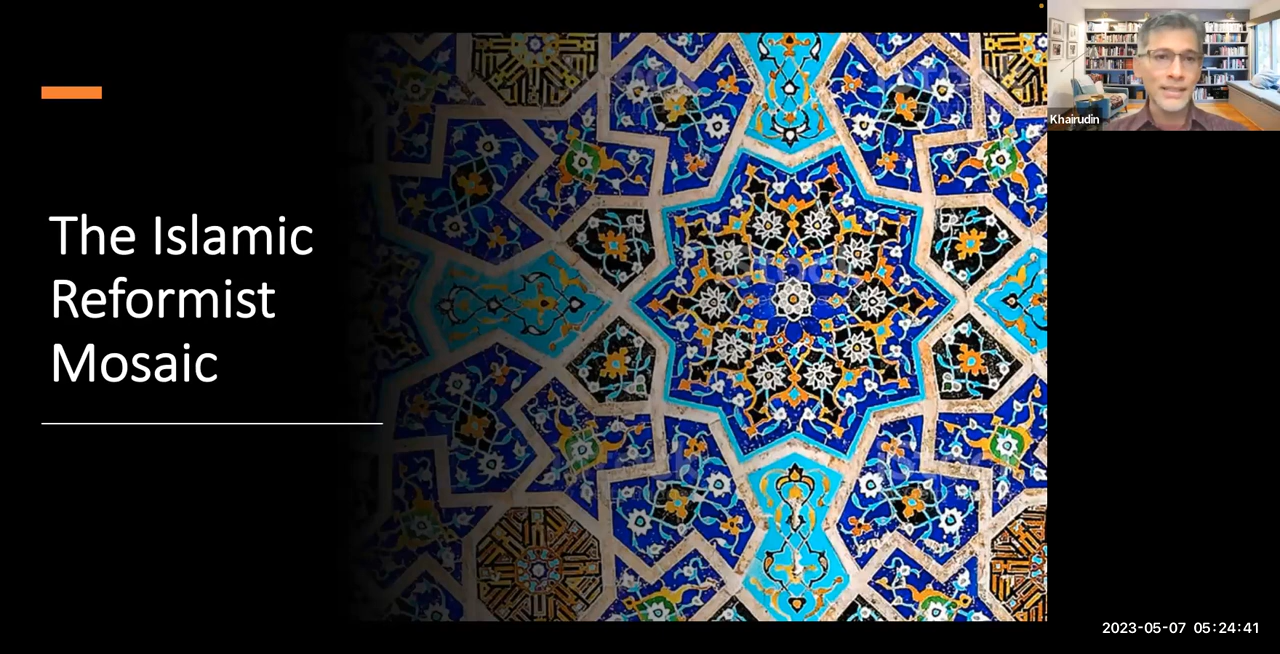 The Islamic
Reformist
Mosaic
Khairudin
2023-05-07 05:24:41